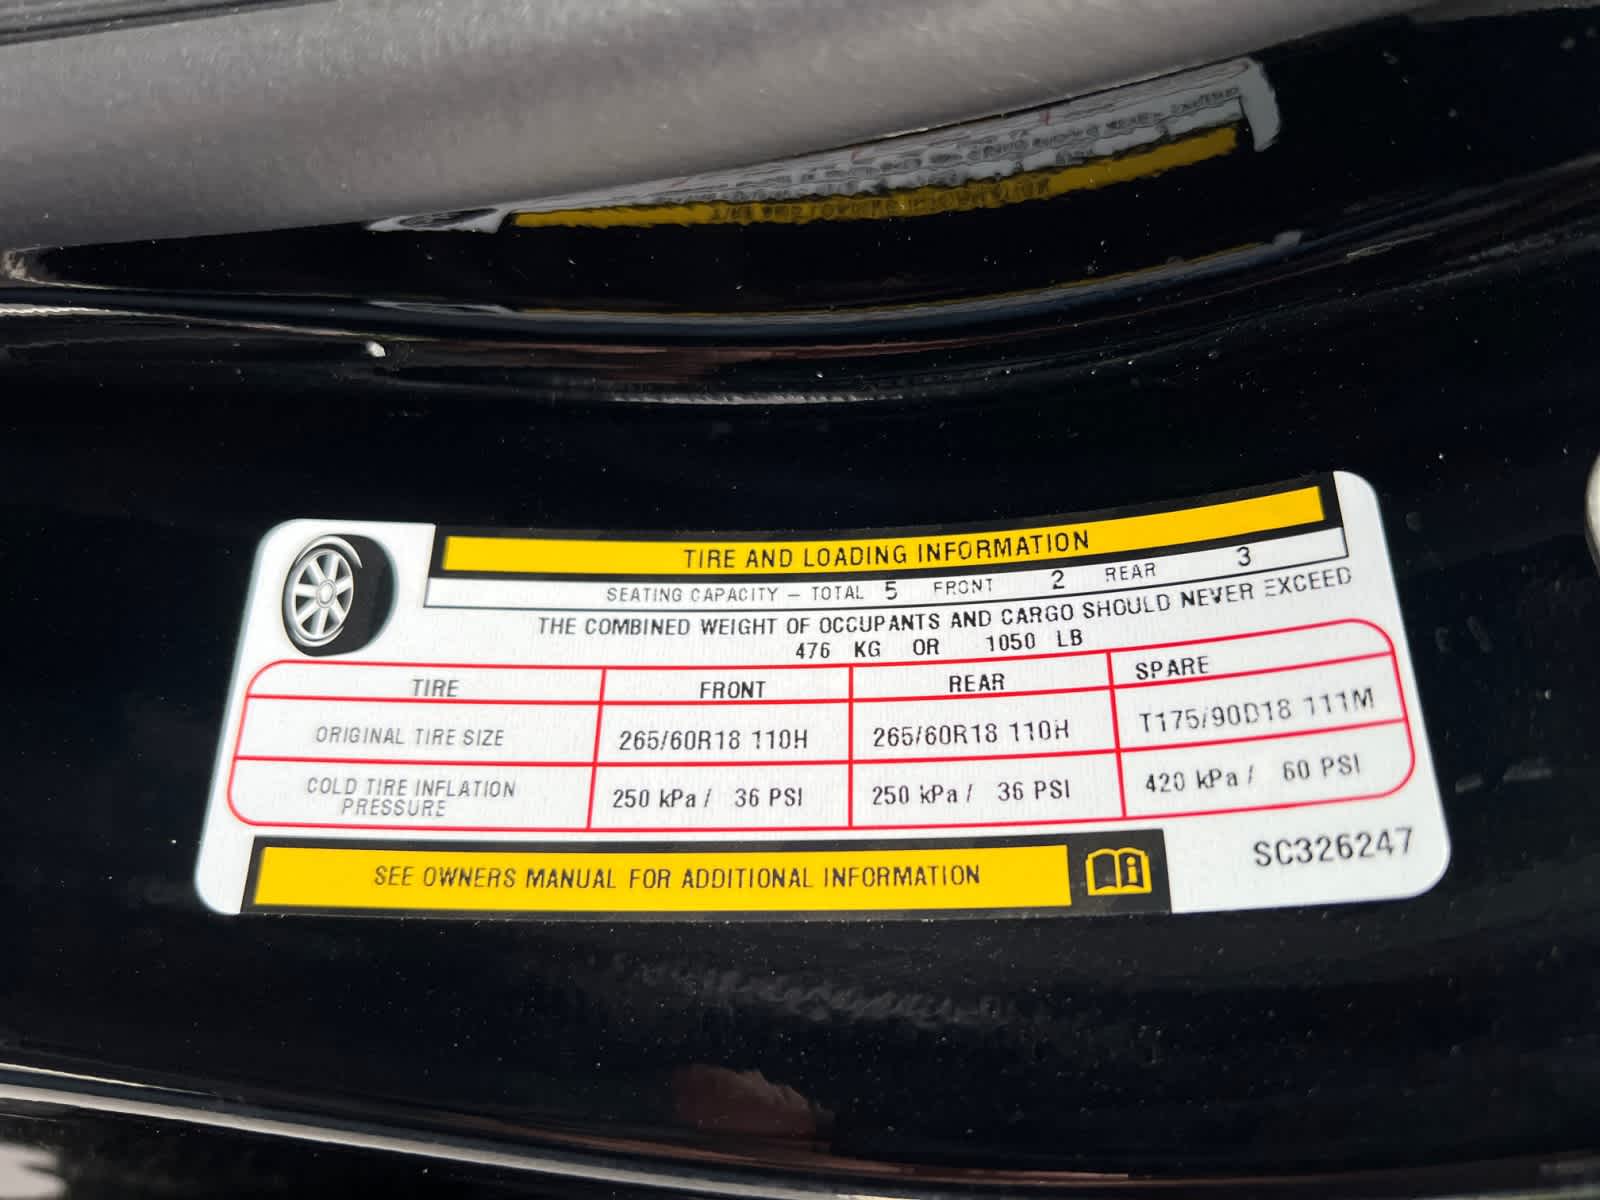 TIRE AND LOADING INFORMATION
SEATING CAPACITY – TOTAL 5 FRONT 2 REAR 3
THE COMBINED WEIGHT OF OCCUPANTS AND CARGO SHOULD NEVER EXCEED
476 KG OR 1050 LB
TIRE FRONT REAR SPARE
ORIGINAL TIRE SIZE 265/60R18 110H 265/60R18 110H T175/90D18 111M
COLD TIRE INFLATION
PRESSURE 250 kPa / 36 PSI 250 kPa / 36 PSI 420 kPa / 60 PSI
SEE OWNERS MANUAL FOR ADDITIONAL INFORMATION
SC326247